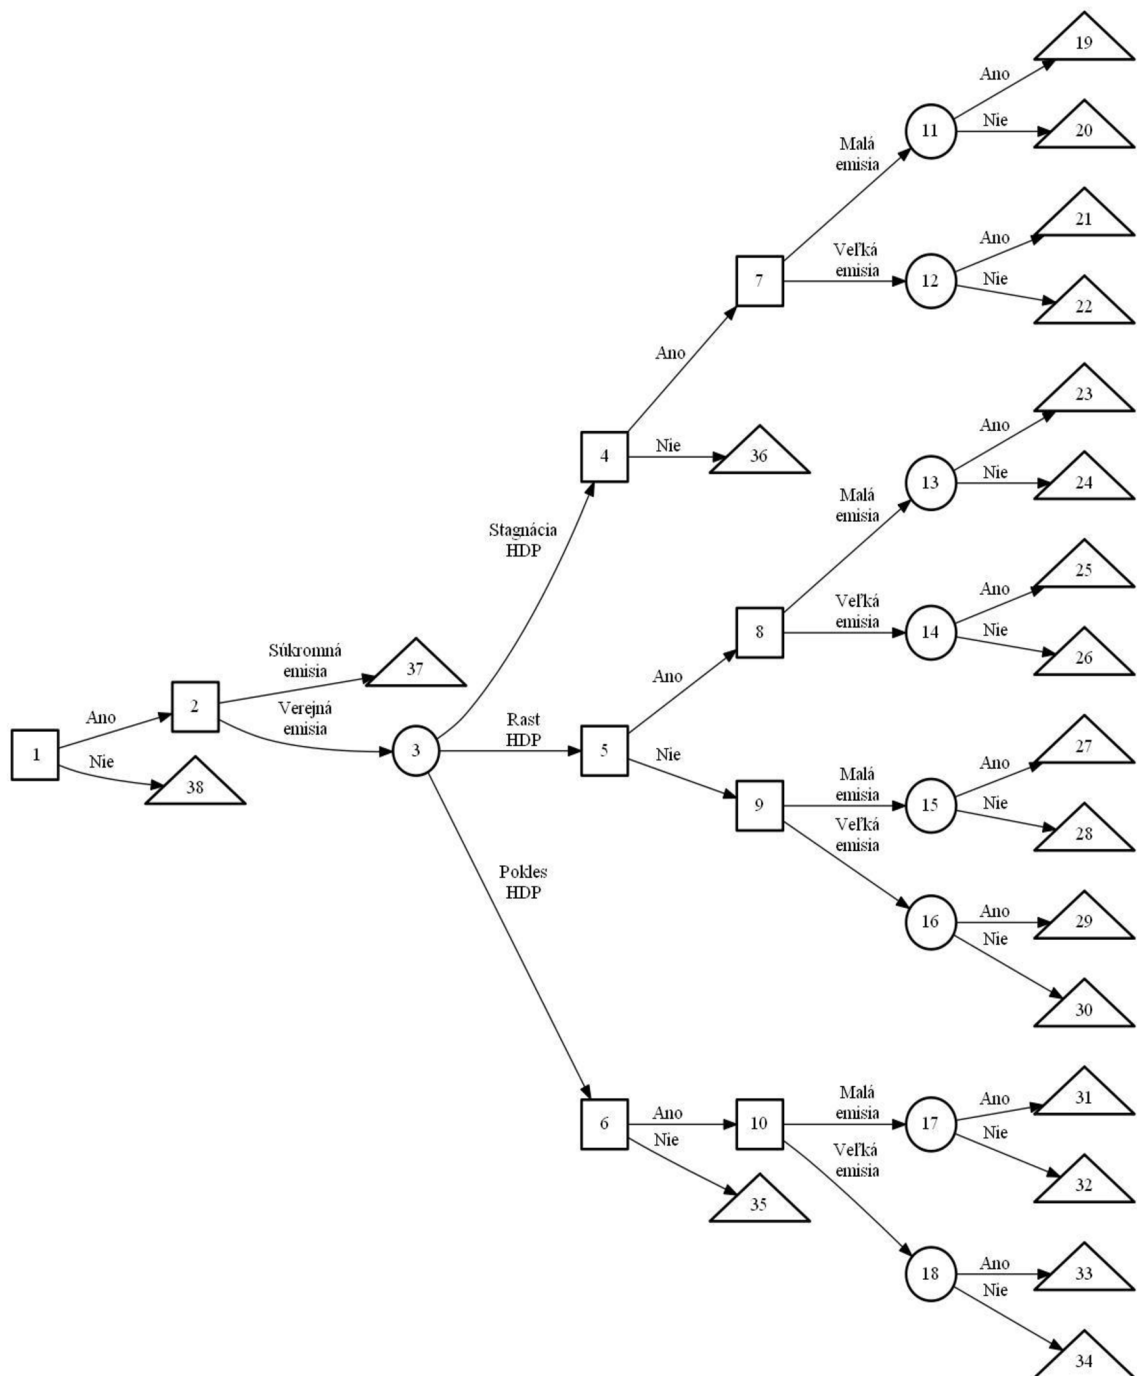 19
Ano
20
Nie
11
Malá
emisia
21
Ano
Veľká
emisia
7
12
Nie
22
Ano
23
Ano
4
Nie
36
13
Nie
24
Malá
emisia
Stagnácia
HDP
25
Ano
Veľká
emisia
8
14
Nie
26
Súkromná
emisia
37
Ano
2
Verejná
emisia
Ano
Rast
HDP
27
1
3
5
Nie
Ano
Nie
38
9
Malá
emisia
15
Nie
28
Veľká
emisia
Pokles
HDP
16
Ano
29
Nie
30
31
Malá
emisia
Ano
6
Ano
10
17
Nie
Nie
Veľká
emisia
32
35
Ano
18
33
Nie
34